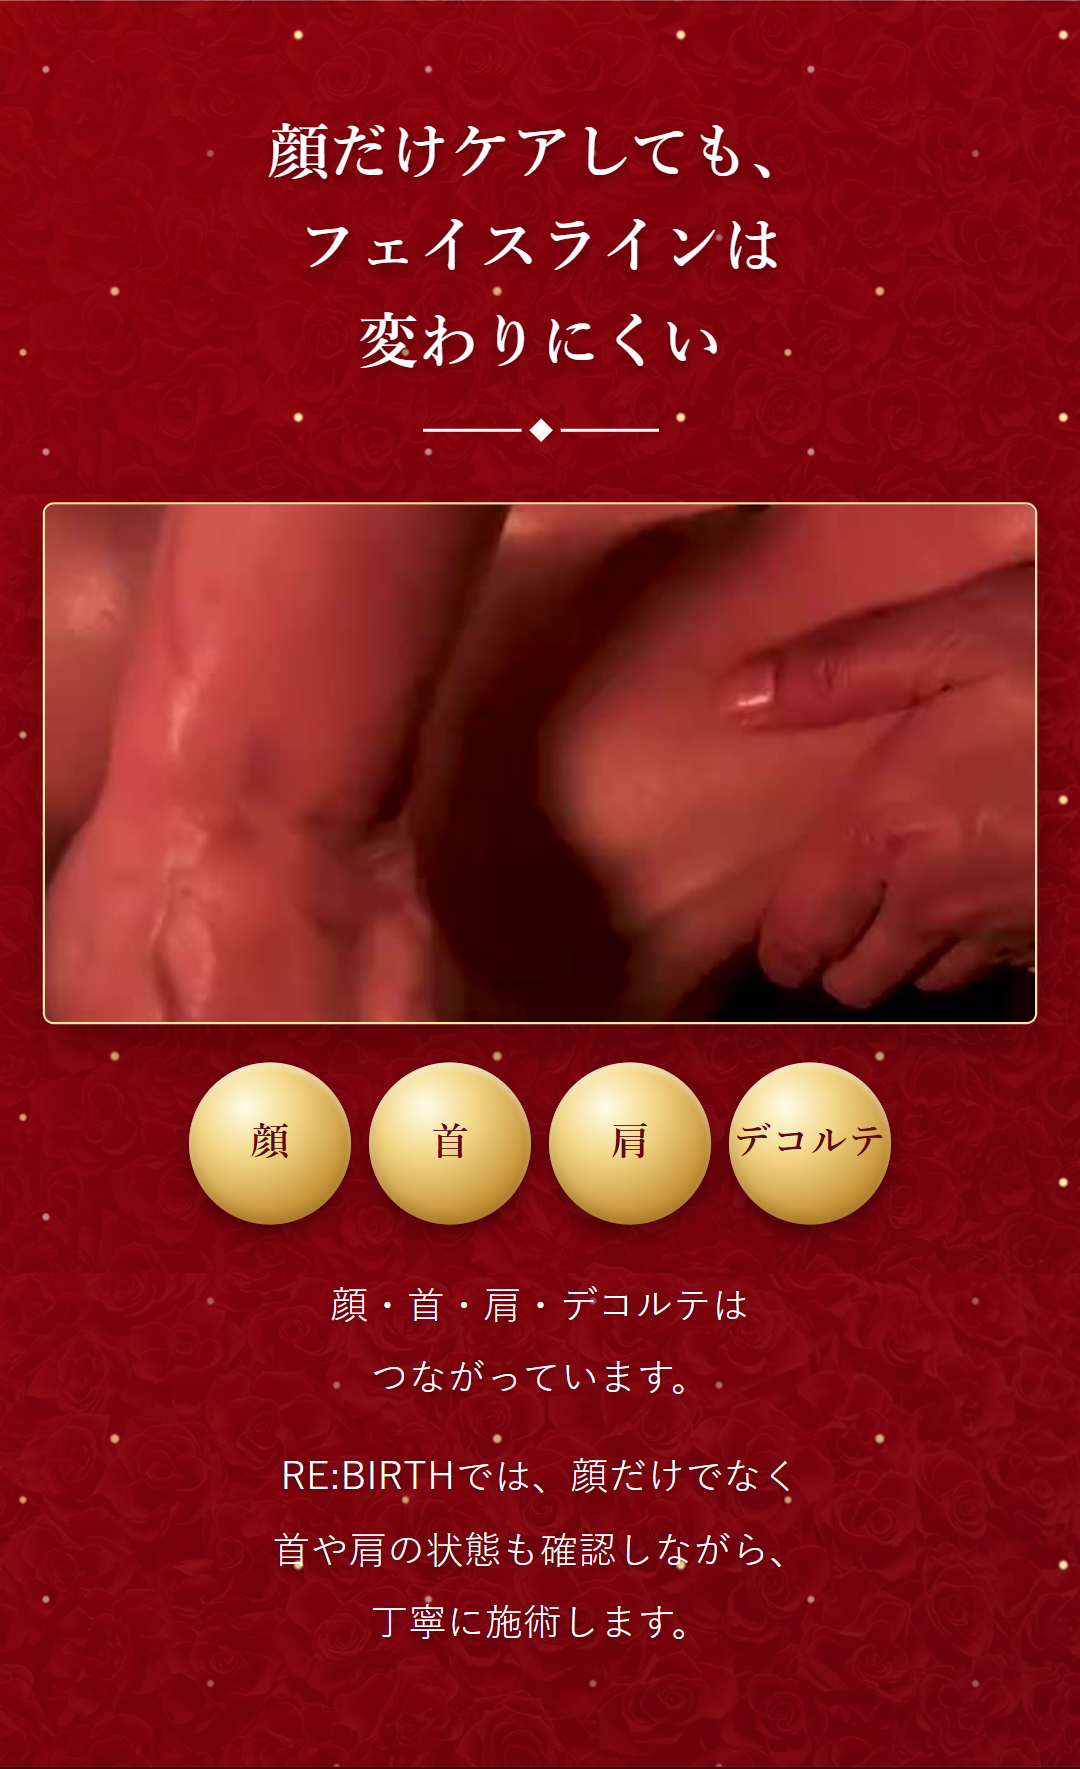 顔だけケアしても、
フェイスラインは
変わりにくい
顔
首
肩
デコルテ
顔・首・肩・デコルテは
つながっています。
RE:BIRTHでは、顔だけでなく
首や肩の状態も確認しながら、
丁寧に施術します。